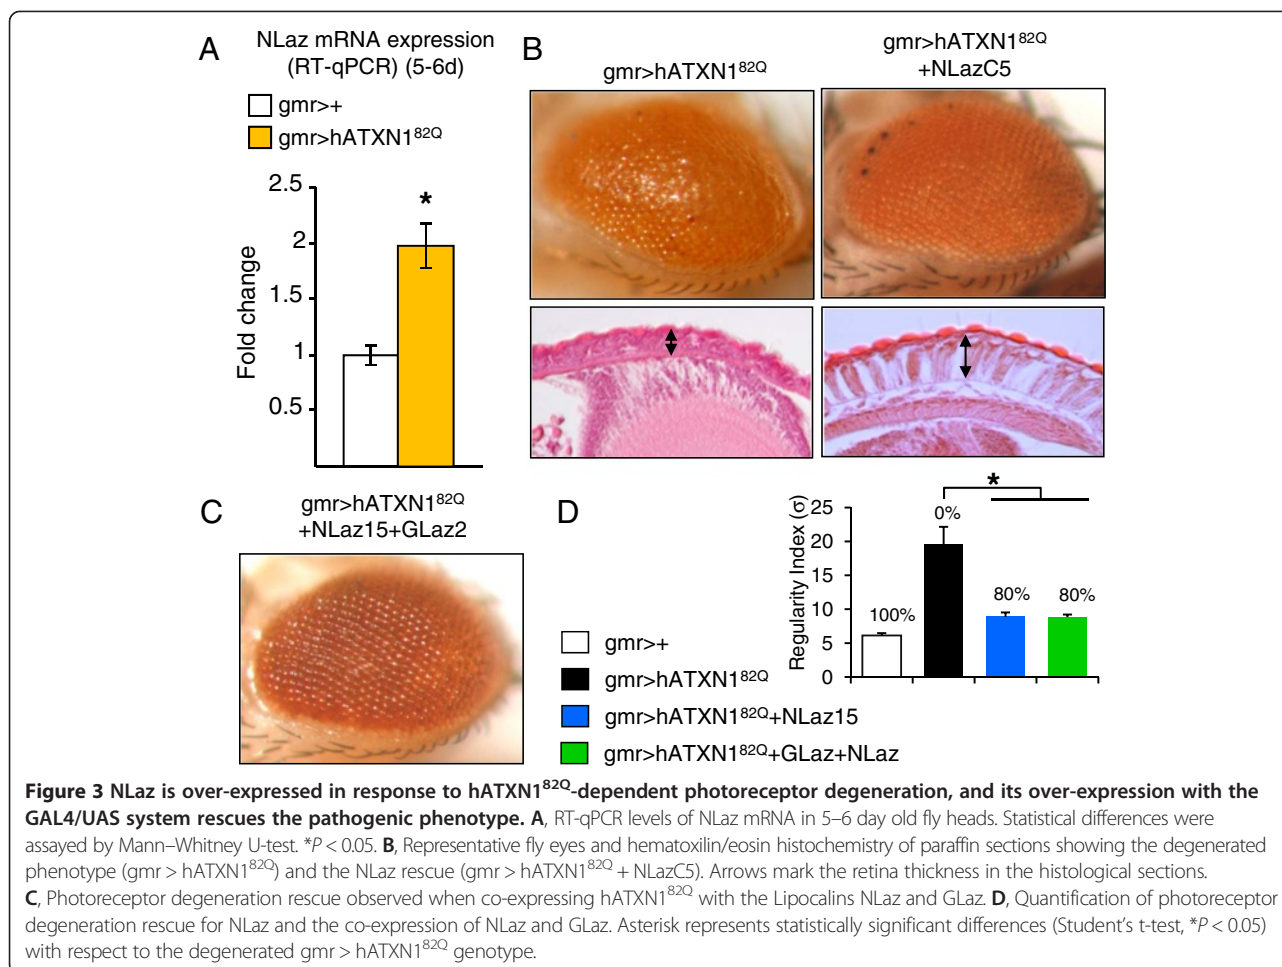 A
NLaz mRNA expression
(RT-qPCR) (5-6d)
gmr>+
gmr>hATXN1⁸²Q
2.5
2
1.5
1
0.5
*
Fold change
B
gmr>hATXN1⁸²Q
gmr>hATXN1⁸²Q
+NLazC5
C
gmr>hATXN1⁸²Q
+NLaz15+GLaz2
D
gmr>+
gmr>hATXN1⁸²Q
gmr>hATXN1⁸²Q+NLaz15
gmr>hATXN1⁸²Q+GLaz+NLaz
Regularity Index (σ)
25
20
15
10
5
0
*
100%
0%
80%
80%
Figure 3 NLaz is over-expressed in response to hATXN1⁸²Q-dependent photoreceptor degeneration, and its over-expression with the
GAL4/UAS system rescues the pathogenic phenotype. A, RT-qPCR levels of NLaz mRNA in 5–6 day old fly heads. Statistical differences were
assayed by Mann–Whitney U-test. *P < 0.05. B, Representative fly eyes and hematoxilin/eosin histochemistry of paraffin sections showing the degenerated
phenotype (gmr > hATXN1⁸²Q) and the NLaz rescue (gmr > hATXN1⁸²Q + NLazC5). Arrows mark the retina thickness in the histological sections.
C, Photoreceptor degeneration rescue observed when co-expressing hATXN1⁸²Q with the Lipocalins NLaz and GLaz. D, Quantification of photoreceptor
degeneration rescue for NLaz and the co-expression of NLaz and GLaz. Asterisk represents statistically significant differences (Student's t-test, *P < 0.05)
with respect to the degenerated gmr > hATXN1⁸²Q genotype.